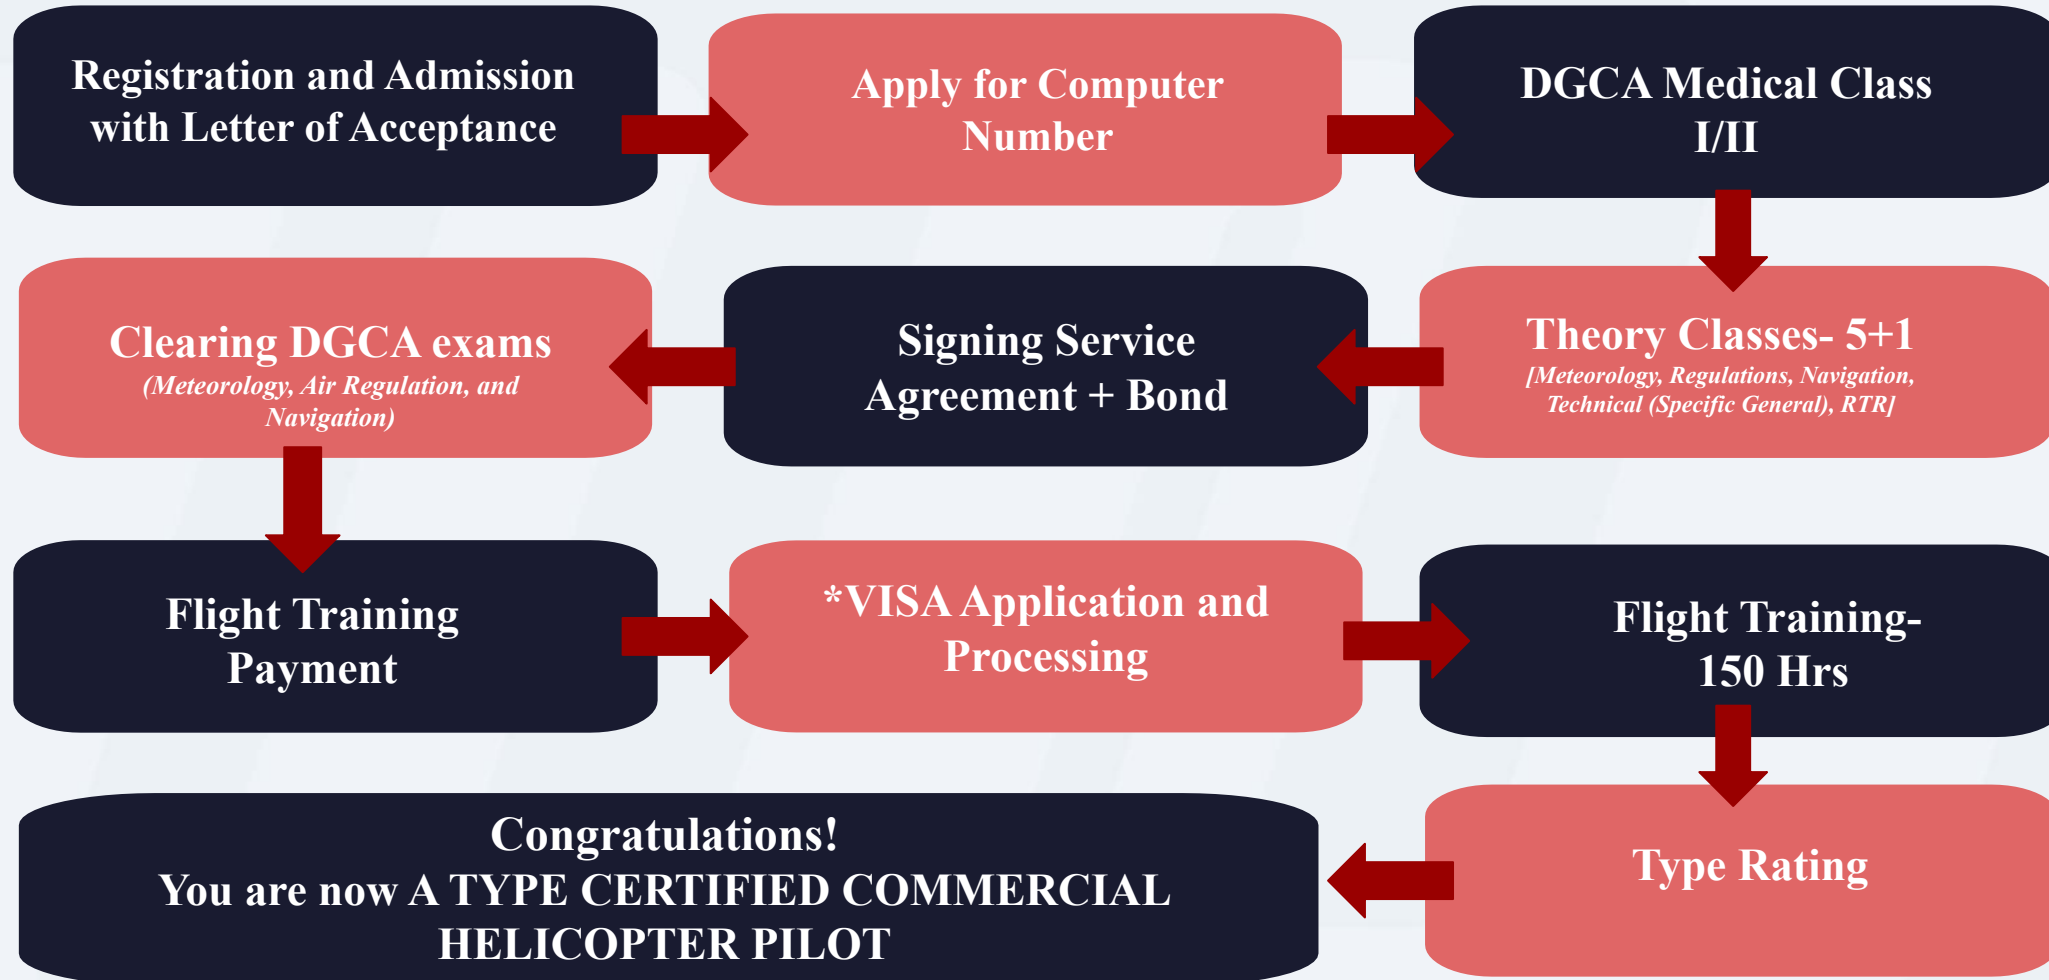 Registration and Admission
with Letter of Acceptance
Apply for Computer
Number
DGCA Medical Class
I/II
Theory Classes- 5+1
[Meteorology, Regulations, Navigation,
Technical (Specific General), RTR]
Signing Service
Agreement + Bond
Clearing DGCA exams
(Meteorology, Air Regulation, and
Navigation)
Flight Training
Payment
*VISA Application and
Processing
Flight Training-
150 Hrs
Type Rating
Congratulations!
You are now A TYPE CERTIFIED COMMERCIAL
HELICOPTER PILOT